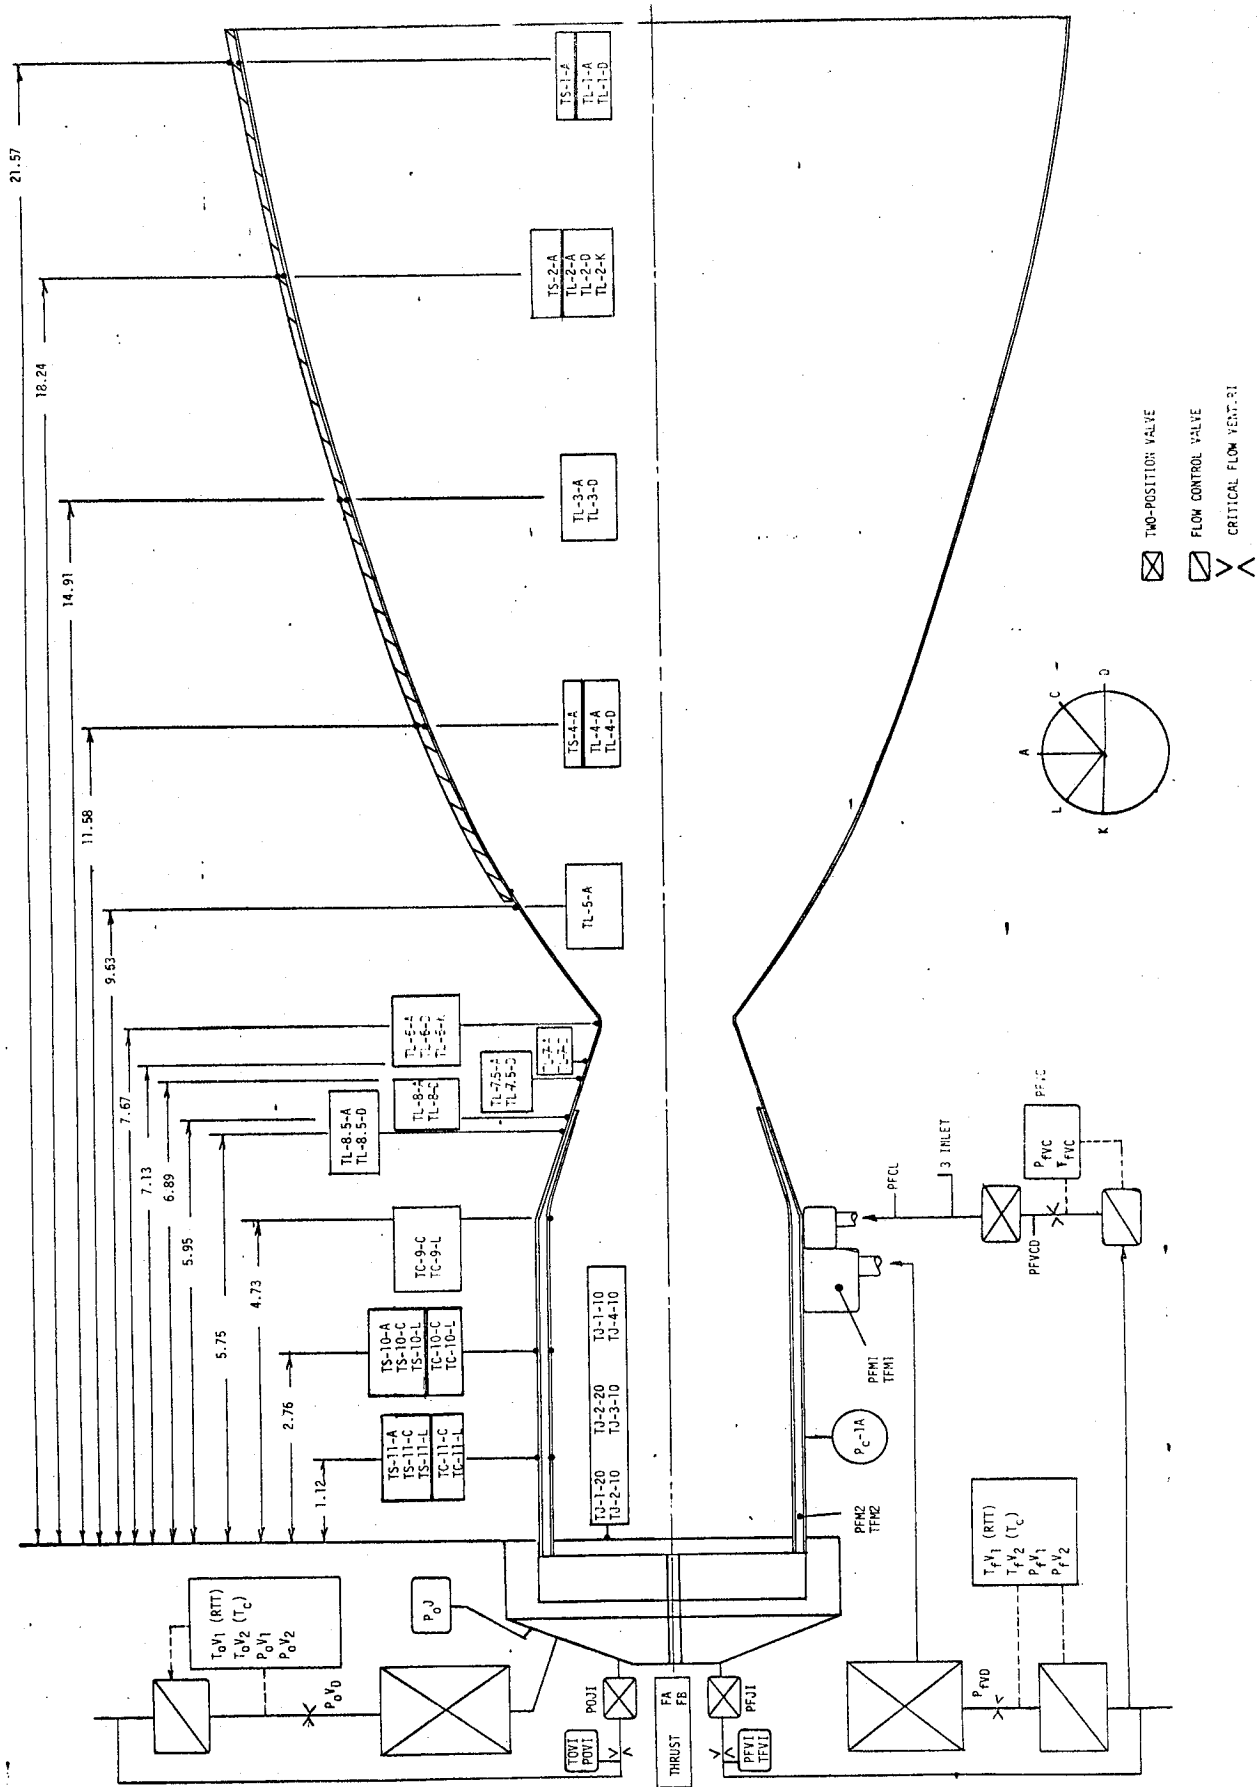 21.57
18.24
14.91
11.58
9.63
7.67
7.13
6.89
5.95
5.75
4.73
2.76
1.12
TS-1-A
TL-1-A
TL-1-D
TS-2-A
TL-2-A
TL-2-D
TL-2-K
TL-3-A
TL-3-D
TS-4-A
TL-4-A
TL-4-D
TL-5-A
TL-6-A
TL-6-D
TL-6-K
TL-7.5-A
TL-7.5-D
TL-8-A
TL-8-D
TL-8.5-A
TL-8.5-D
TC-9-C
TC-9-L
TS-10-A
TS-10-C
TS-10-L
TC-10-C
TC-10-L
TS-11-A
TS-11-C
TS-11-L
TC-11-C
TC-11-L
TJ-1-20 TJ-2-20 TJ-1-10
TJ-2-10 TJ-3-10 TJ-4-10
ToV1 (RTT)
ToV2 (Tc)
PoV1
PoV2
PoVD
PoJ
POJI
TOVI
POVI
THRUST
FA
FB
PFJI
PFVI
TFVI
PfVD
TfV1 (RTT)
TfV2 (Tc)
PfV1
PfV2
PFM2
TFM2
Pc-1A
PFM1
TFM1
PFCL
3 INLET
PFVCD
PfVC
TfVC
A
C
D
K
L
TWO-POSITION VALVE
FLOW CONTROL VALVE
CRITICAL FLOW VENTURI